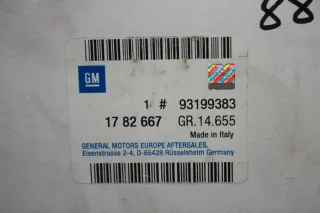 88
GM
1 # 93199383
17 82 667 GR.14.655
Made in Italy
GENERAL MOTORS EUROPE AFTERSALES,
Eisenstrasse 2-4, D-65426 Rüsselsheim Germany